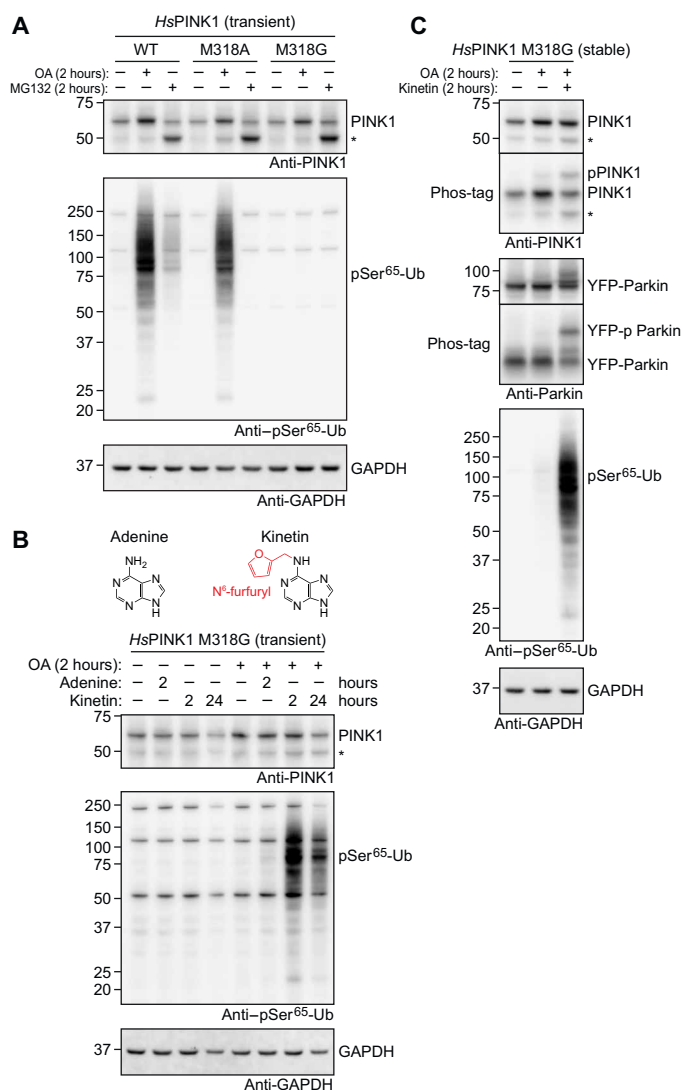 A
HsPINK1 (transient)
WT M318A M318G
OA (2 hours): – + – – + – – + –
MG132 (2 hours): – – + – – + – – +
75
50
PINK1
*
Anti-PINK1
250
150
100
75
50
37
25
20
pSer65-Ub
Anti–pSer65-Ub
37
GAPDH
Anti-GAPDH
B
Adenine
Kinetin
NH2
N
N
N
N
H
O
NH
N
N
N
N
H
N6-furfuryl
HsPINK1 M318G (transient)
OA (2 hours): – – – – + + + +
Adenine: – 2 – – – 2 – – hours
Kinetin: – – 2 24 – – 2 24 hours
75
50
PINK1
*
Anti-PINK1
250
150
100
75
50
37
25
20
pSer65-Ub
Anti–pSer65-Ub
37
GAPDH
Anti-GAPDH
C
HsPINK1 M318G (stable)
OA (2 hours): – + +
Kinetin (2 hours): – – +
75
50
PINK1
*
Phos-tag
pPINK1
PINK1
*
Anti-PINK1
100
75
YFP-Parkin
Phos-tag
YFP-p Parkin
YFP-Parkin
Anti-Parkin
250
150
100
75
50
37
25
20
pSer65-Ub
Anti–pSer65-Ub
37
GAPDH
Anti-GAPDH